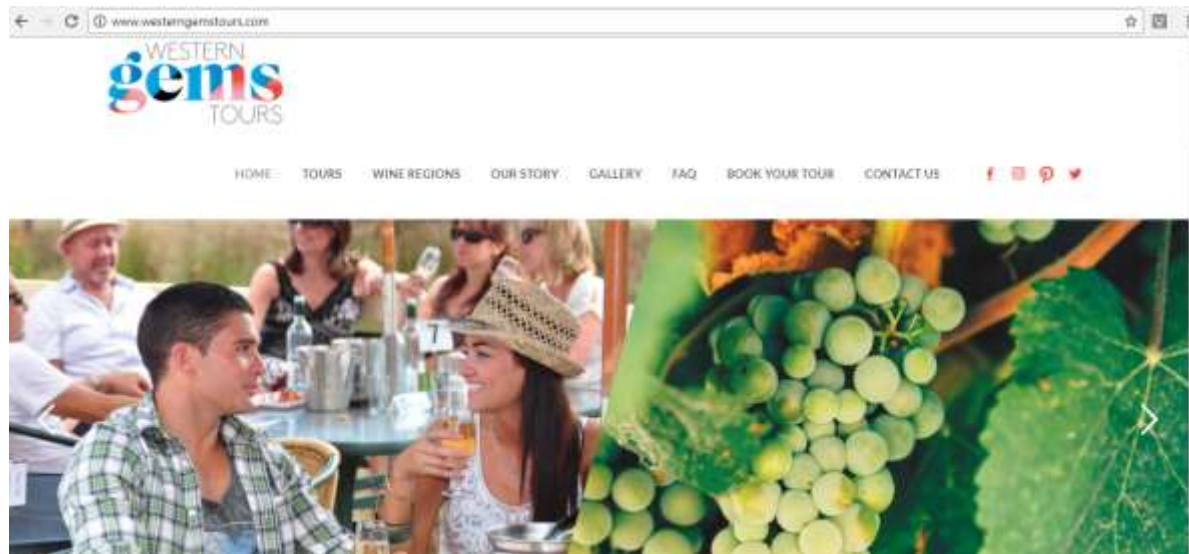 www.westerngemstours.com
WESTERN
gems
TOURS
HOME TOURS WINE REGIONS OUR STORY GALLERY FAQ BOOK YOUR TOUR CONTACT US
7